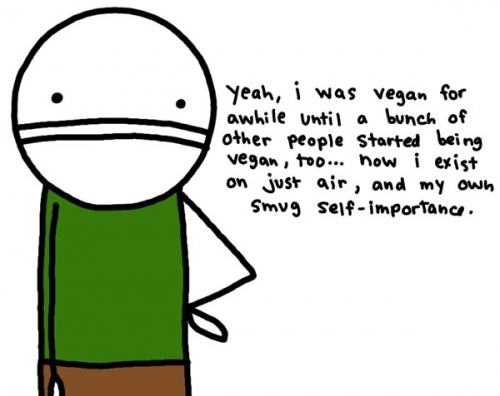 Yeah, i was vegan for
awhile until a bunch of
other people started being
vegan, too... now i exist
on just air, and my own
smug self-importance.